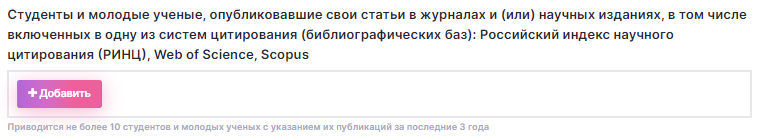 Студенты и молодые ученые, опубликовавшие свои статьи в журналах и (или) научных изданиях, в том числе
включенных в одну из систем цитирования (библиографических баз): Российский индекс научного
цитирования (РИНЦ), Web of Science, Scopus
+ Добавить
Приводится не более 10 студентов и молодых ученых с указанием их публикаций за последние 3 года